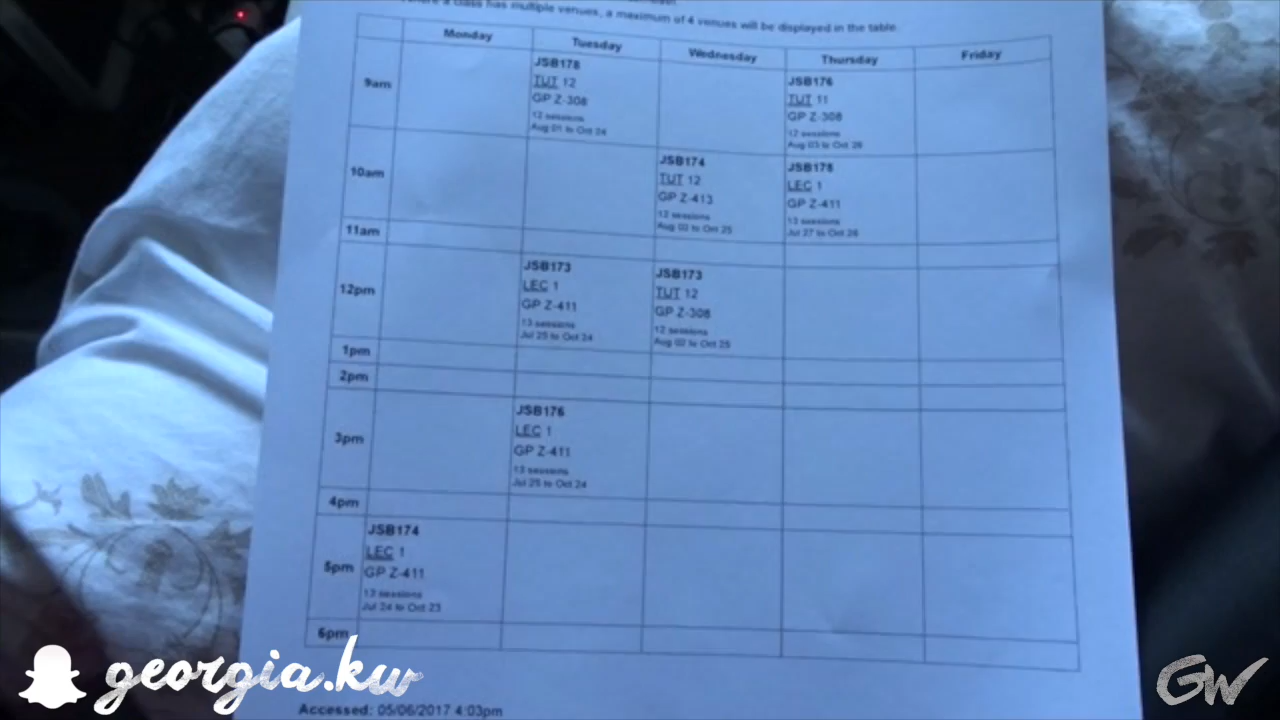 a class has multiple venues, a maximum of 4 venues will be displayed in the table.
Monday Tuesday Wednesday Thursday Friday
9am
JSB178
TUT 12
GP Z-308
12 sessions
Aug 01 to Oct 24
JSB176
TUT 11
GP Z-308
12 sessions
Aug 03 to Oct 26
10am
JSB174
TUT 12
GP Z-413
12 sessions
Aug 02 to Oct 25
JSB178
LEC 1
GP Z-411
13 sessions
Jul 27 to Oct 26
11am
12pm
JSB173
LEC 1
GP Z-411
13 sessions
Jul 25 to Oct 24
JSB173
TUT 12
GP Z-308
12 sessions
Aug 02 to Oct 25
1pm
2pm
3pm
JSB176
LEC 1
GP Z-411
13 sessions
Jul 25 to Oct 24
4pm
5pm
JSB174
LEC 1
GP Z-411
13 sessions
Jul 24 to Oct 23
6pm
Accessed: 05/06/2017 4:03pm
georgia.kw
GW